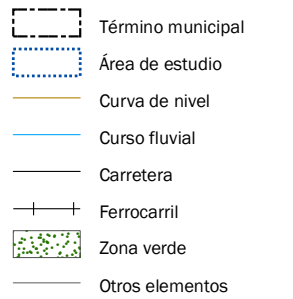 Término municipal
Área de estudio
Curva de nivel
Curso fluvial
Carretera
Ferrocarril
Zona verde
Otros elementos